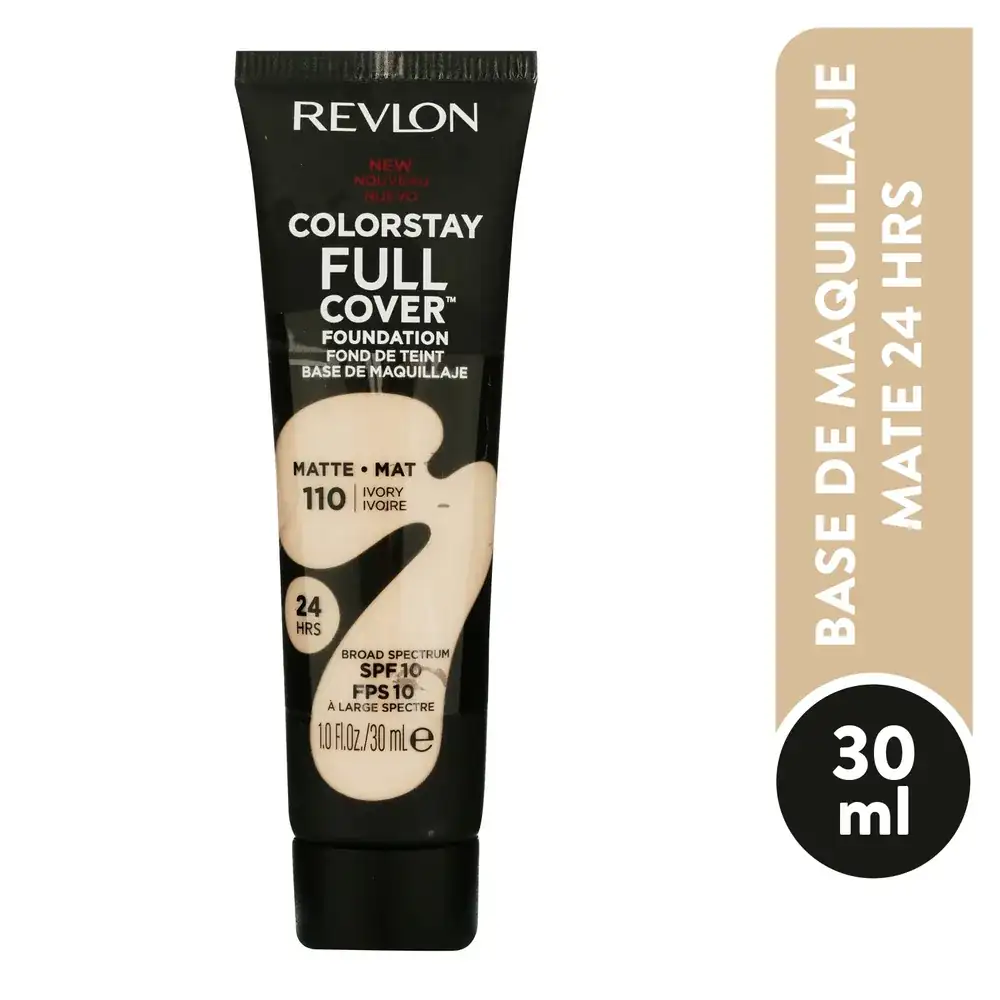 REVLON
NEW
NOUVEAU
NUEVO
COLORSTAY
FULL
COVER™
FOUNDATION
FOND DE TEINT
BASE DE MAQUILLAJE
MATTE • MAT
110 | IVORY
IVOIRE
24
HRS
BROAD SPECTRUM
SPF 10
FPS 10
À LARGE SPECTRE
1.0 Fl.Oz./30 mL e
BASE DE MAQUILLAJE
MATE 24 HRS
30
ml